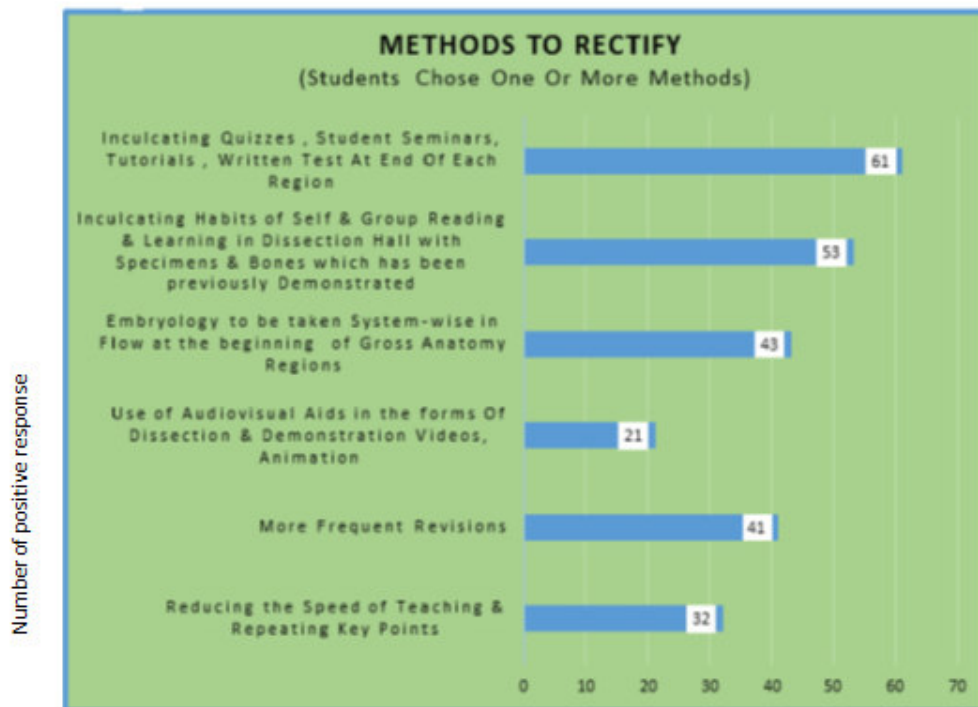 METHODS TO RECTIFY
(Students Chose One Or More Methods)
Inculcating Quizzes , Student Seminars,
Tutorials , Written Test At End Of Each
Region
61
Inculcating Habits of Self & Group Reading
& Learning in Dissection Hall with
Specimens & Bones which has been
previously Demonstrated
53
Embryology to be taken System-wise in
Flow at the beginning of Gross Anatomy
Regions
43
Use of Audiovisual Aids in the forms Of
Dissection & Demonstration Videos,
Animation
21
More Frequent Revisions
41
Reducing the Speed of Teaching &
Repeating Key Points
32
0 10 20 30 40 50 60 70
Number of positive response